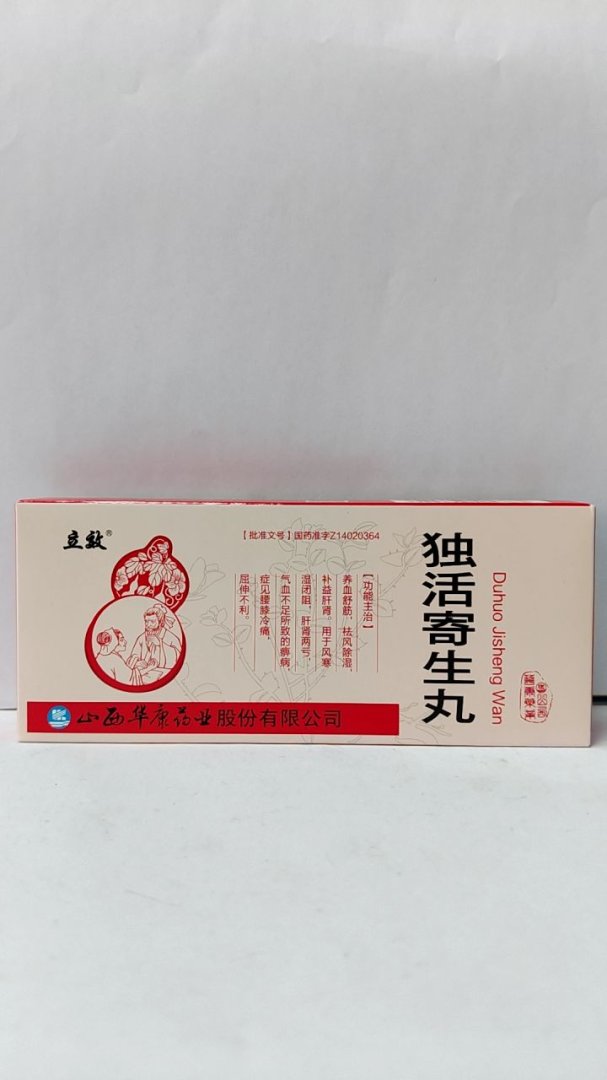 立效®
【批准文号】国药准字Z14020364
独活寄生丸
Duhuo Jisheng Wan
【功能主治】
养血舒筋，祛风除湿，
补益肝肾。用于风寒
湿闭阻，肝肾两亏，
气血不足所致的痹病，
症见腰膝冷痛，
屈伸不利。
山西华康药业股份有限公司